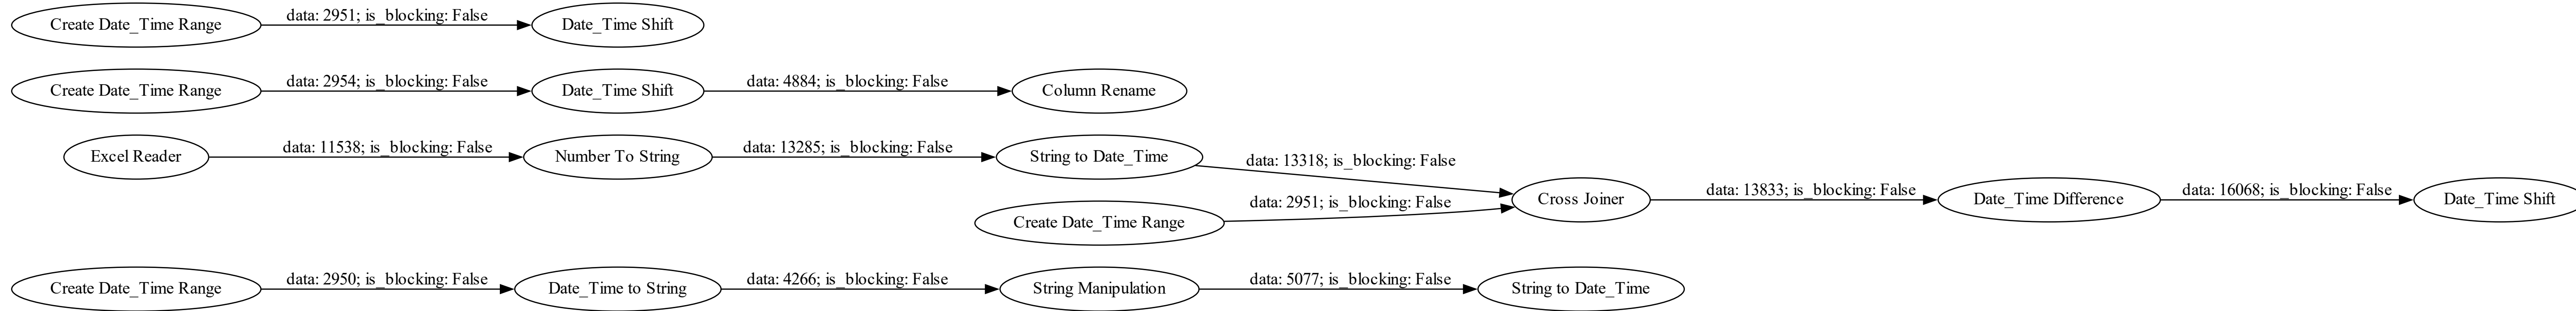 Create Date_Time Range data: 2951; is_blocking: False Date_Time Shift
Create Date_Time Range data: 2954; is_blocking: False Date_Time Shift data: 4884; is_blocking: False Column Rename
Excel Reader data: 11538; is_blocking: False Number To String data: 13285; is_blocking: False String to Date_Time data: 13318; is_blocking: False
Create Date_Time Range data: 2951; is_blocking: False Cross Joiner data: 13833; is_blocking: False Date_Time Difference data: 16068; is_blocking: False Date_Time Shift
Create Date_Time Range data: 2950; is_blocking: False Date_Time to String data: 4266; is_blocking: False String Manipulation data: 5077; is_blocking: False String to Date_Time